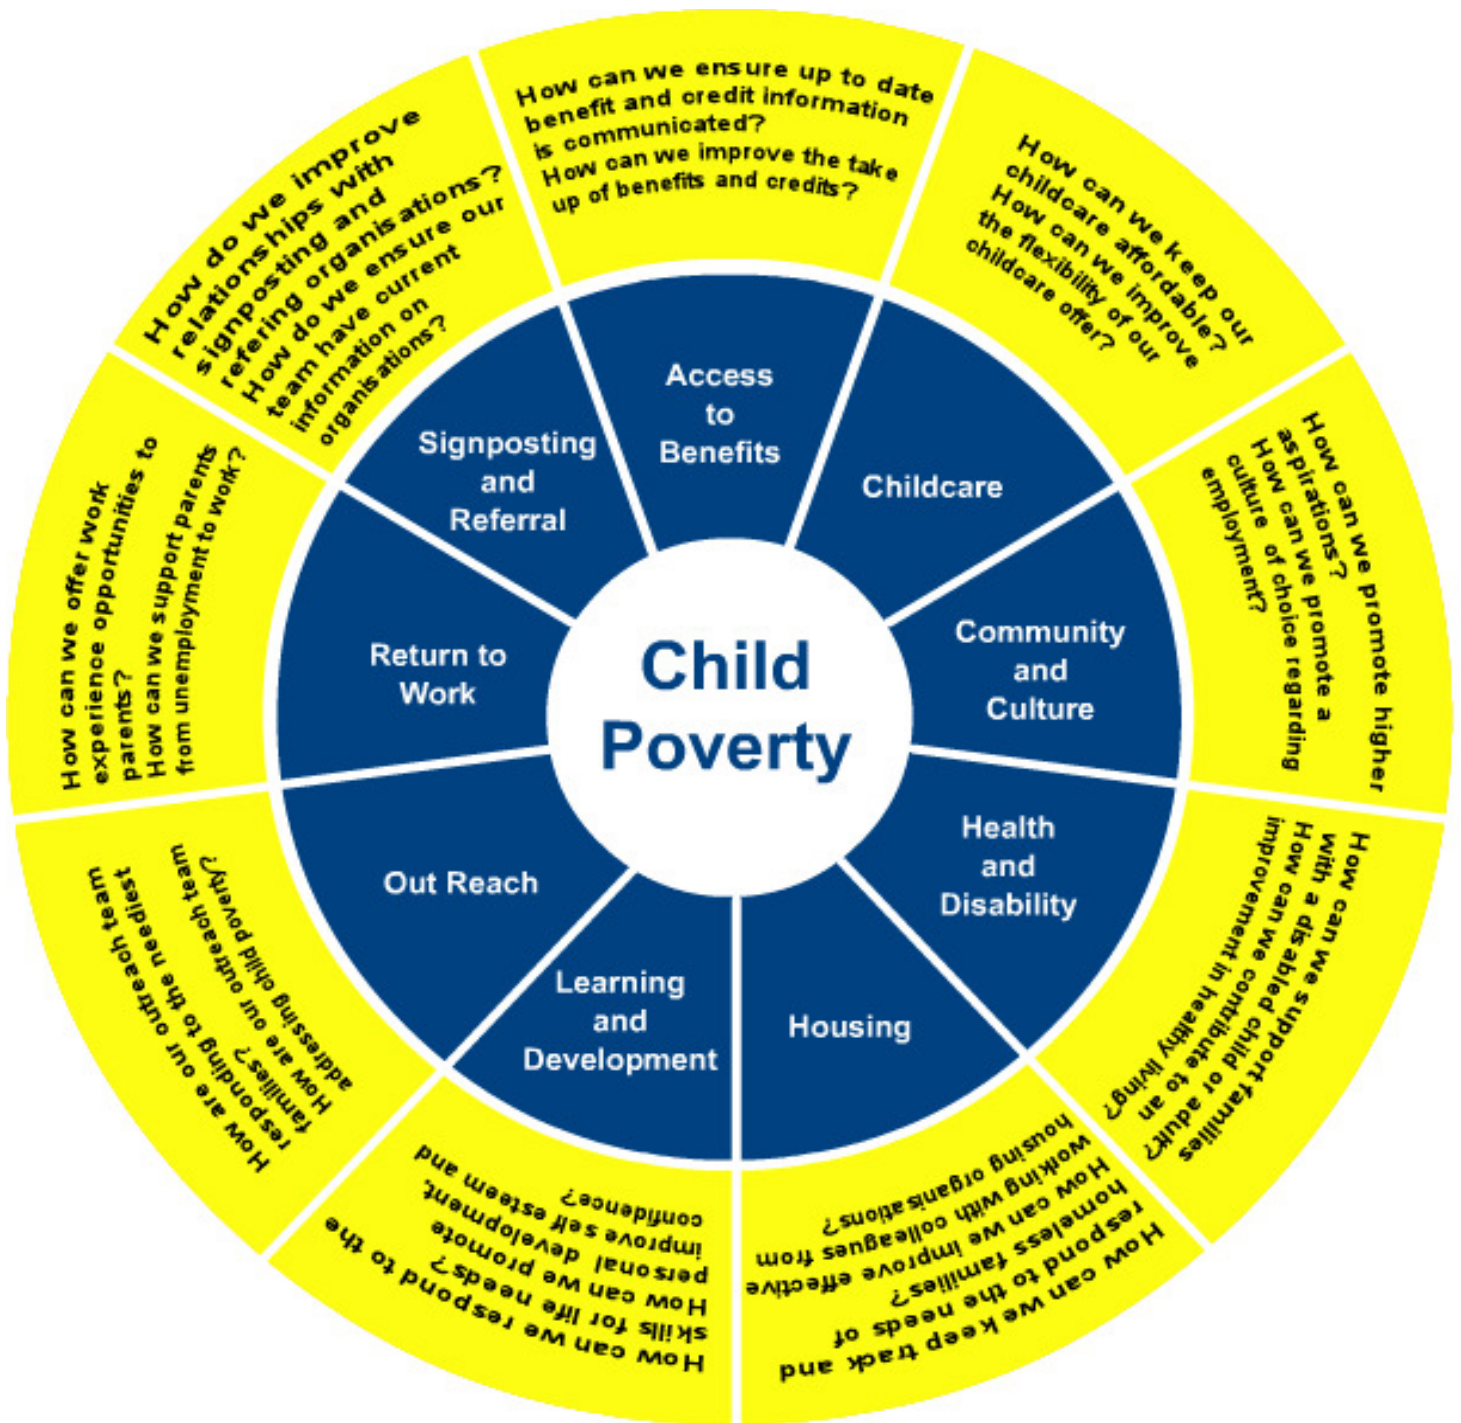 Child
Poverty
Access
to
Benefits
How can we ensure up to date
benefit and credit information
is communicated?
How can we improve the take
up of benefits and credits?
Childcare
How can we keep our
childcare affordable?
How can we improve
the flexibility of our
childcare offer?
Community
and
Culture
How can we promote higher
aspirations?
How can we promote a
culture of choice regarding
employment?
Health
and
Disability
How can we support families
with a disabled child or adult?
How can we contribute to an
improvement in healthy living?
Housing
How can we keep track and
respond to the needs of
homeless families?
How can we improve effective
working with colleagues from
housing organisations?
Learning
and
Development
How can we respond to the
skills for life needs?
How can we promote
personal development,
improve self esteem and
confidence?
Out Reach
How are our outreach team
responding to the neediest
families?
How are our outreach team
addressing child poverty?
Return to
Work
How can we offer work
experience opportunities to
parents?
How can we support parents
from unemployment to work?
Signposting
and
Referral
How do we improve
relationships with
signposting and
refering organisations?
How do we ensure our
team have current
information on
organisations?